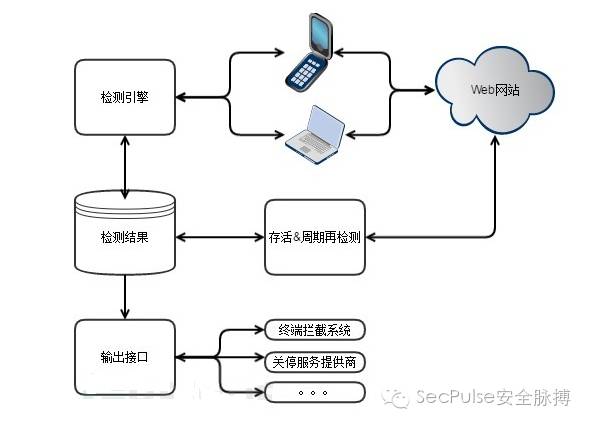 检测引擎
Web网站
检测结果
存活&周期再检测
输出接口
终端拦截系统
关停服务提供商
。。。
SecPulse安全脉搏